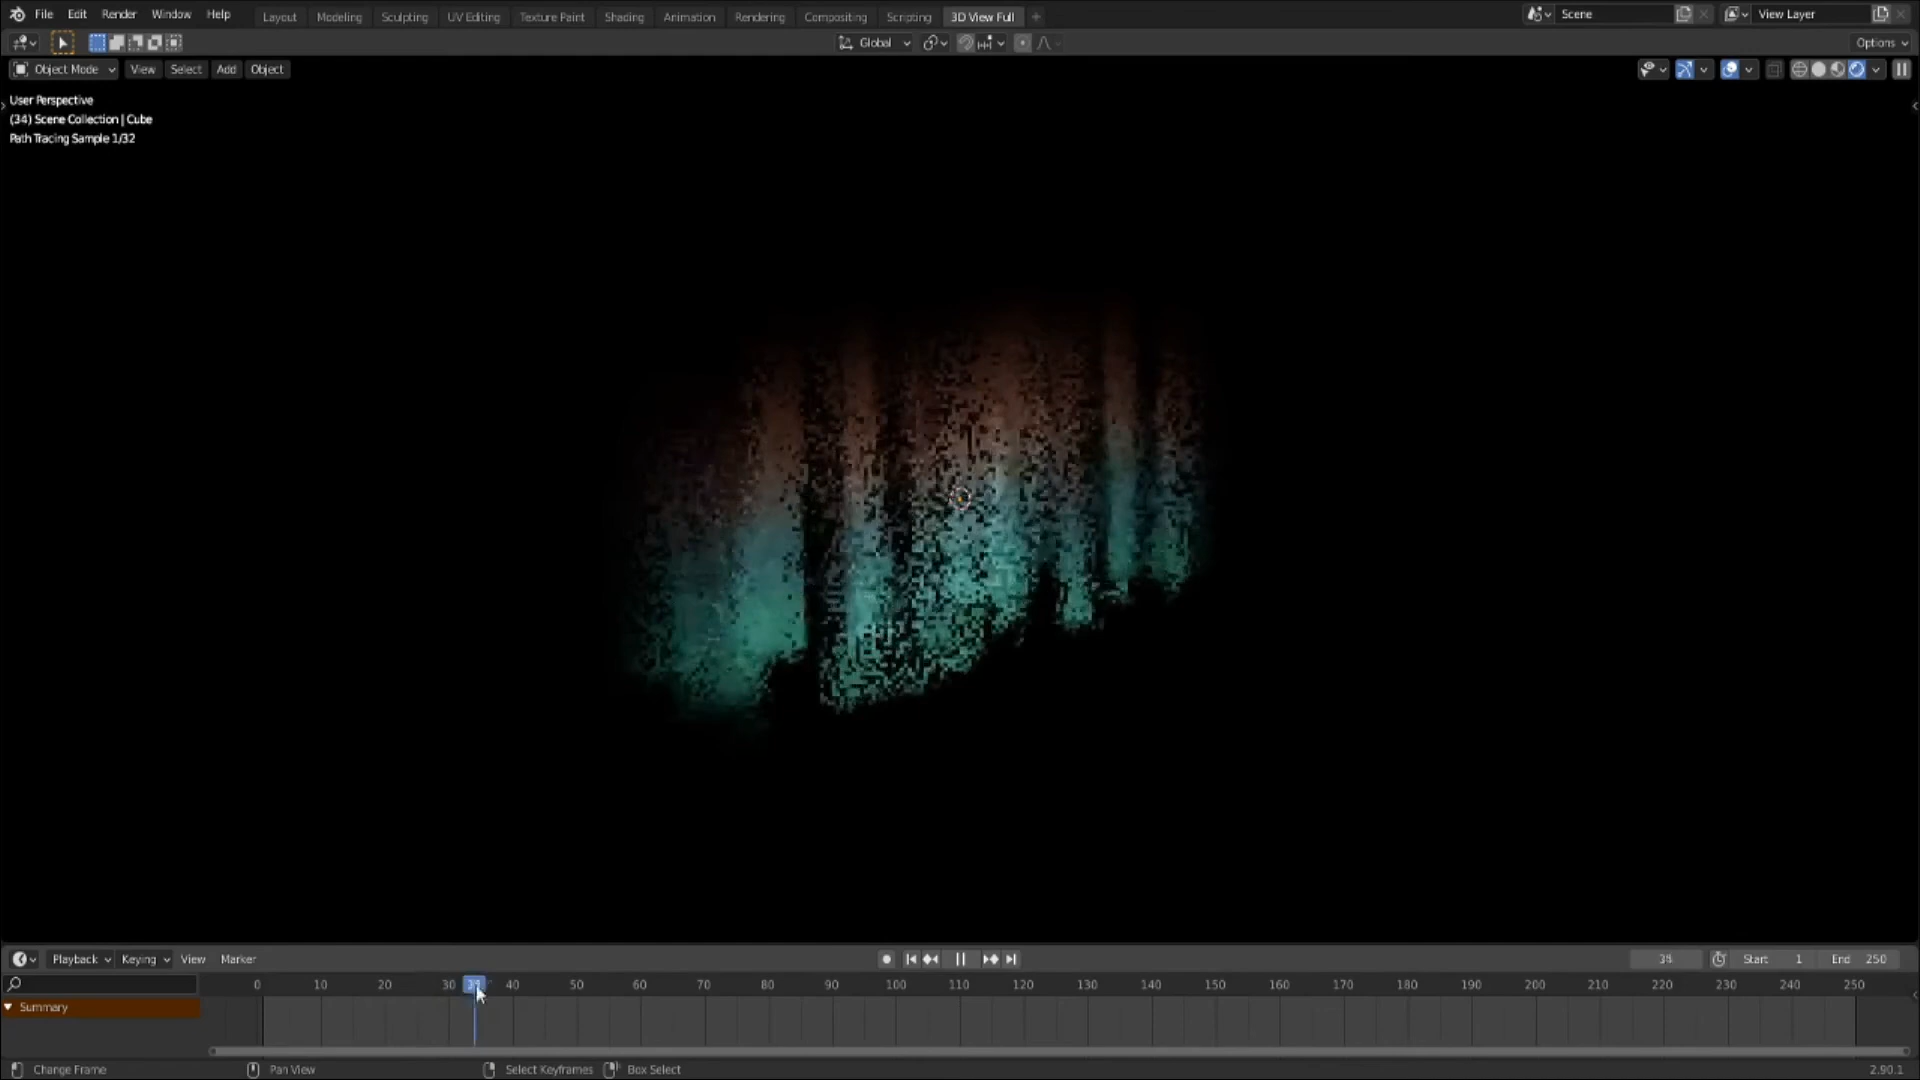 File Edit Render Window Help Layout Modeling Sculpting UV Editing Texture Paint Shading Animation Rendering Compositing Scripting 3D View Full + Scene View Layer
Global Options
Object Mode View Select Add Object
User Perspective
(34) Scene Collection | Cube
Path Tracing Sample 1/32
Playback Keying View Marker Start 1 End 250
0 10 20 30 40 50 60 70 80 90 100 110 120 130 140 150 160 170 180 190 200 210 220 230 240 250
Summary
Change Frame Pan View Select Keyframes Box Select 2.90.1